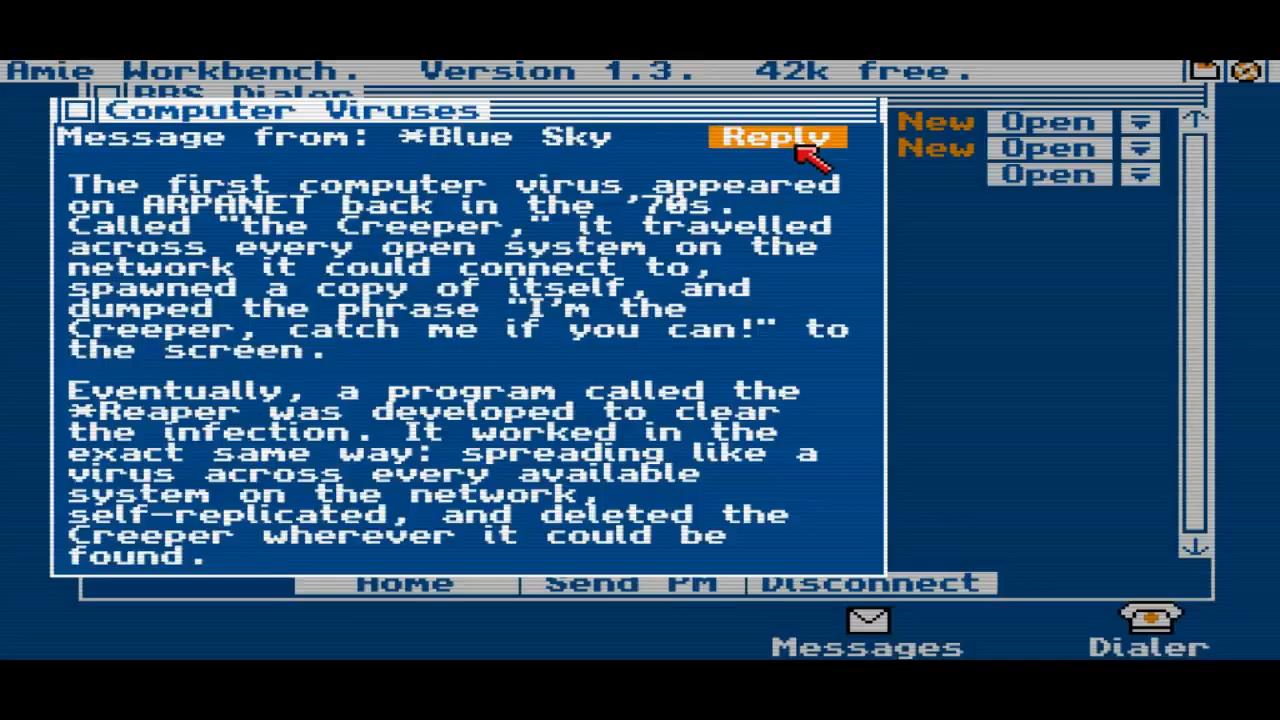 Amie Workbench. Version 1.3. 42k free.
BBS Dialer
Computer Viruses
Message from: *Blue Sky Reply
New Open
New Open
Open
The first computer virus appeared
on ARPANET back in the '70s.
Called "the Creeper," it travelled
across every open system on the
network it could connect to,
spawned a copy of itself, and
dumped the phrase "I'm the
Creeper, catch me if you can!" to
the screen.
Eventually, a program called the
*Reaper was developed to clear
the infection. It worked in the
exact same way: spreading like a
virus across every available
system on the network,
self-replicated, and deleted the
Creeper wherever it could be
found.
Home Send PM Disconnect
Messages Dialer